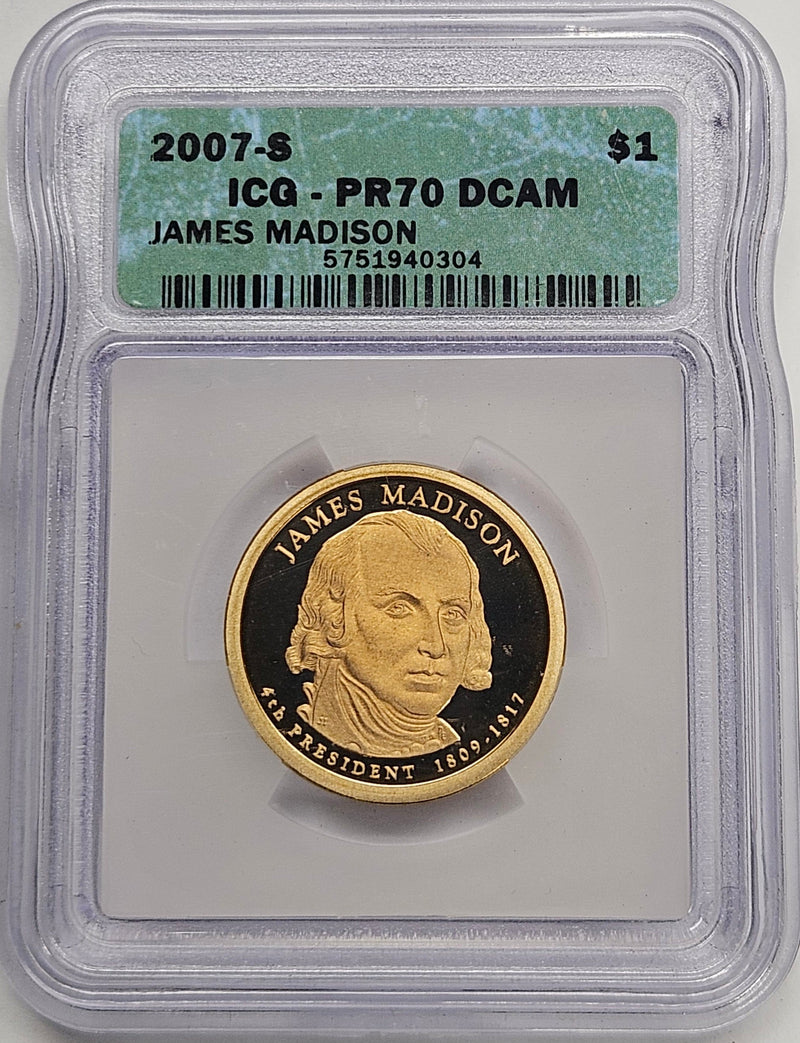 2007-S $1
ICG - PR70 DCAM
JAMES MADISON
5751940304
JAMES MADISON
4th PRESIDENT 1809-1817